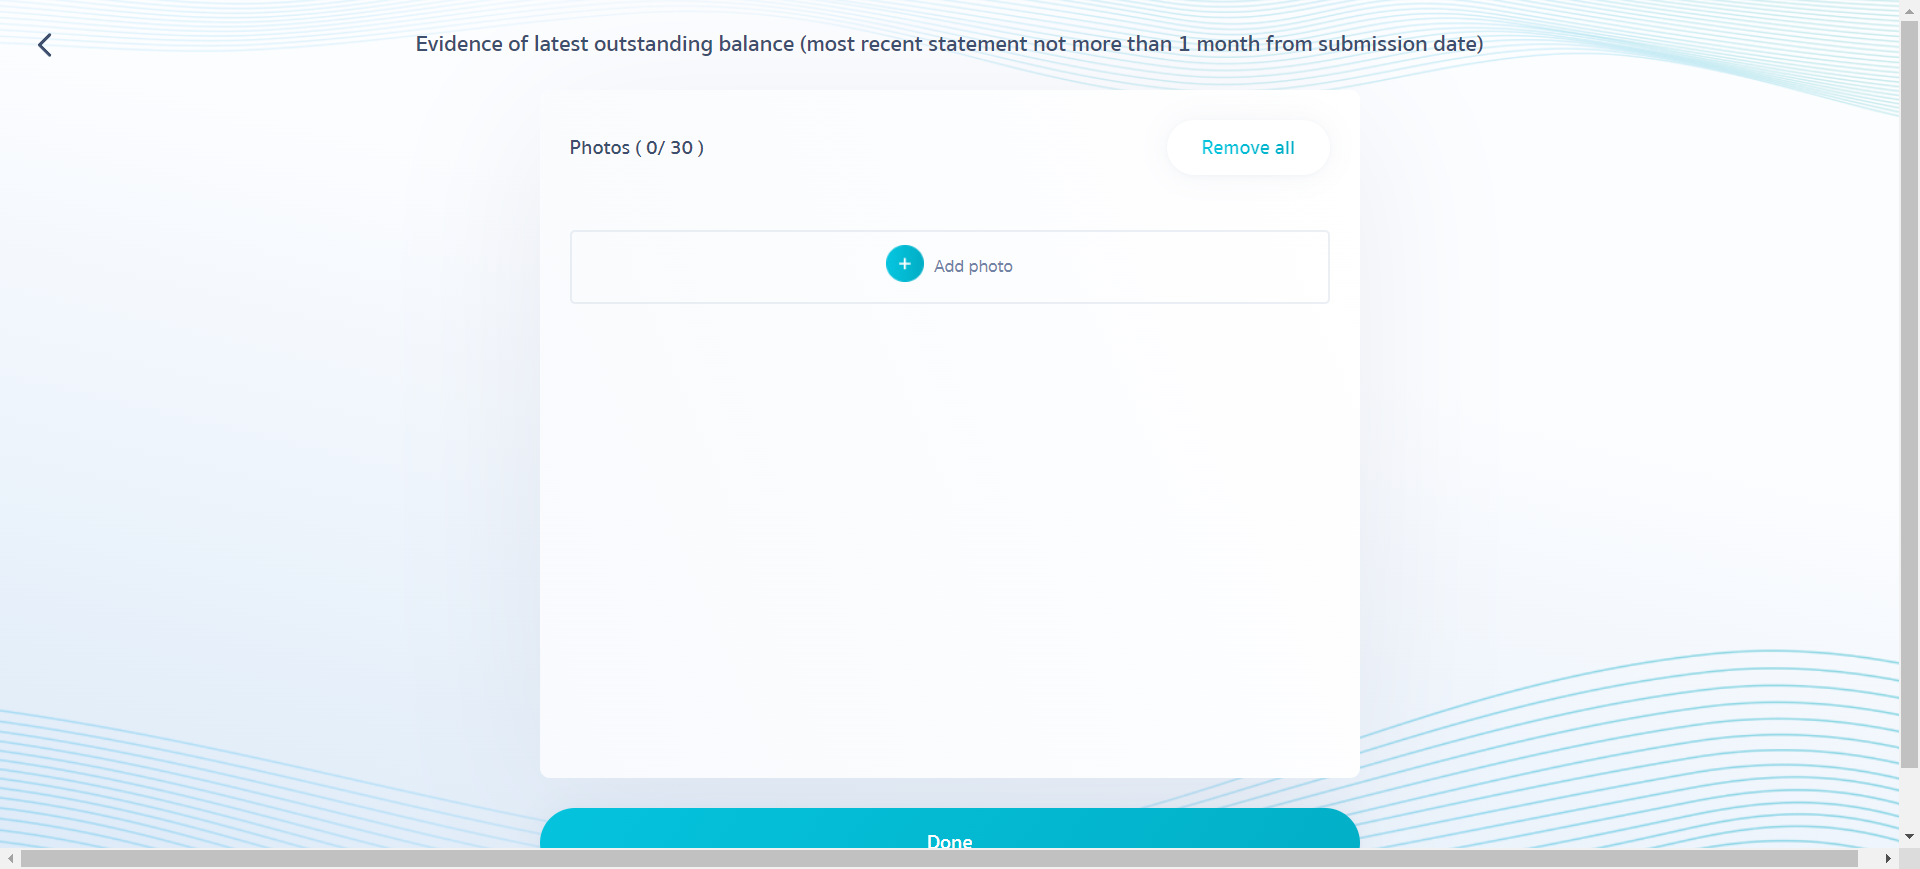 Evidence of latest outstanding balance (most recent statement not more than 1 month from submission date)
Photos ( 0/ 30 )
Remove all
Add photo
Done